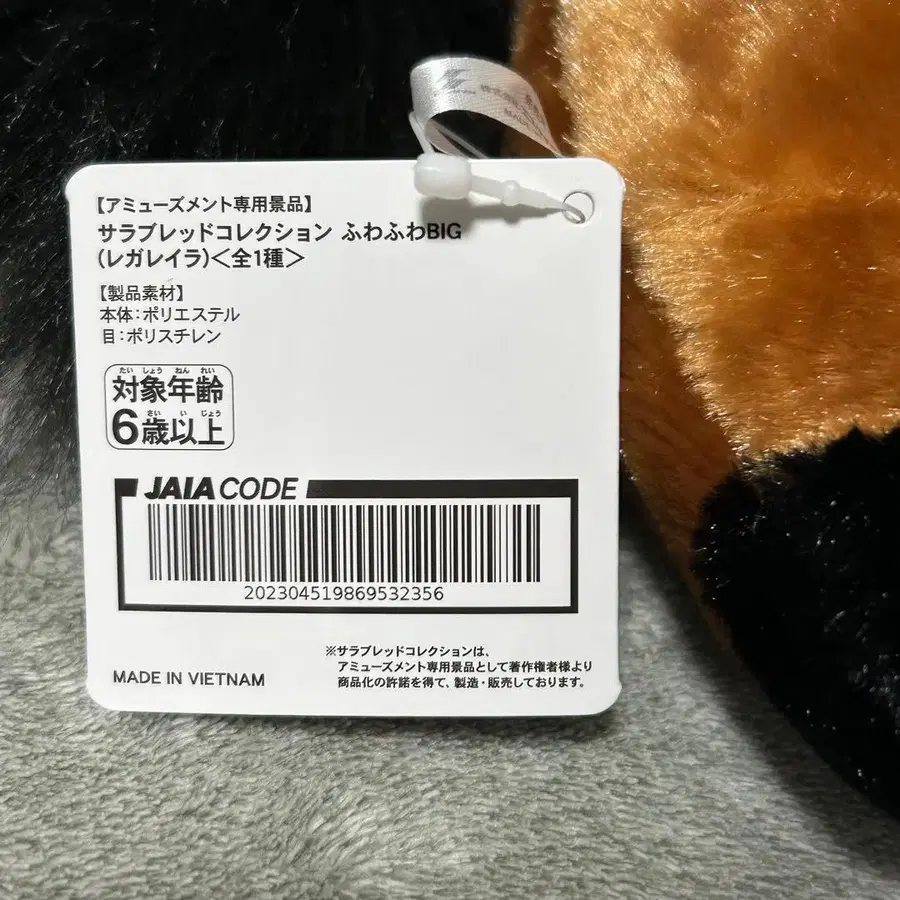 株式会社
MADE
【アミューズメント専用景品】
サラブレッドコレクション ふわふわBIG
(レガレイラ)<全1種>
【製品素材】
本体:ポリエステル
目:ポリスチレン
たい しょう ねん れい
対象年齢
さい い じょう
6歳以上
JAIA CODE
202304519869532356
※サラブレッドコレクションは、
アミューズメント専用景品として著作権者様より
商品化の許諾を得て、製造・販売しております。
MADE IN VIETNAM